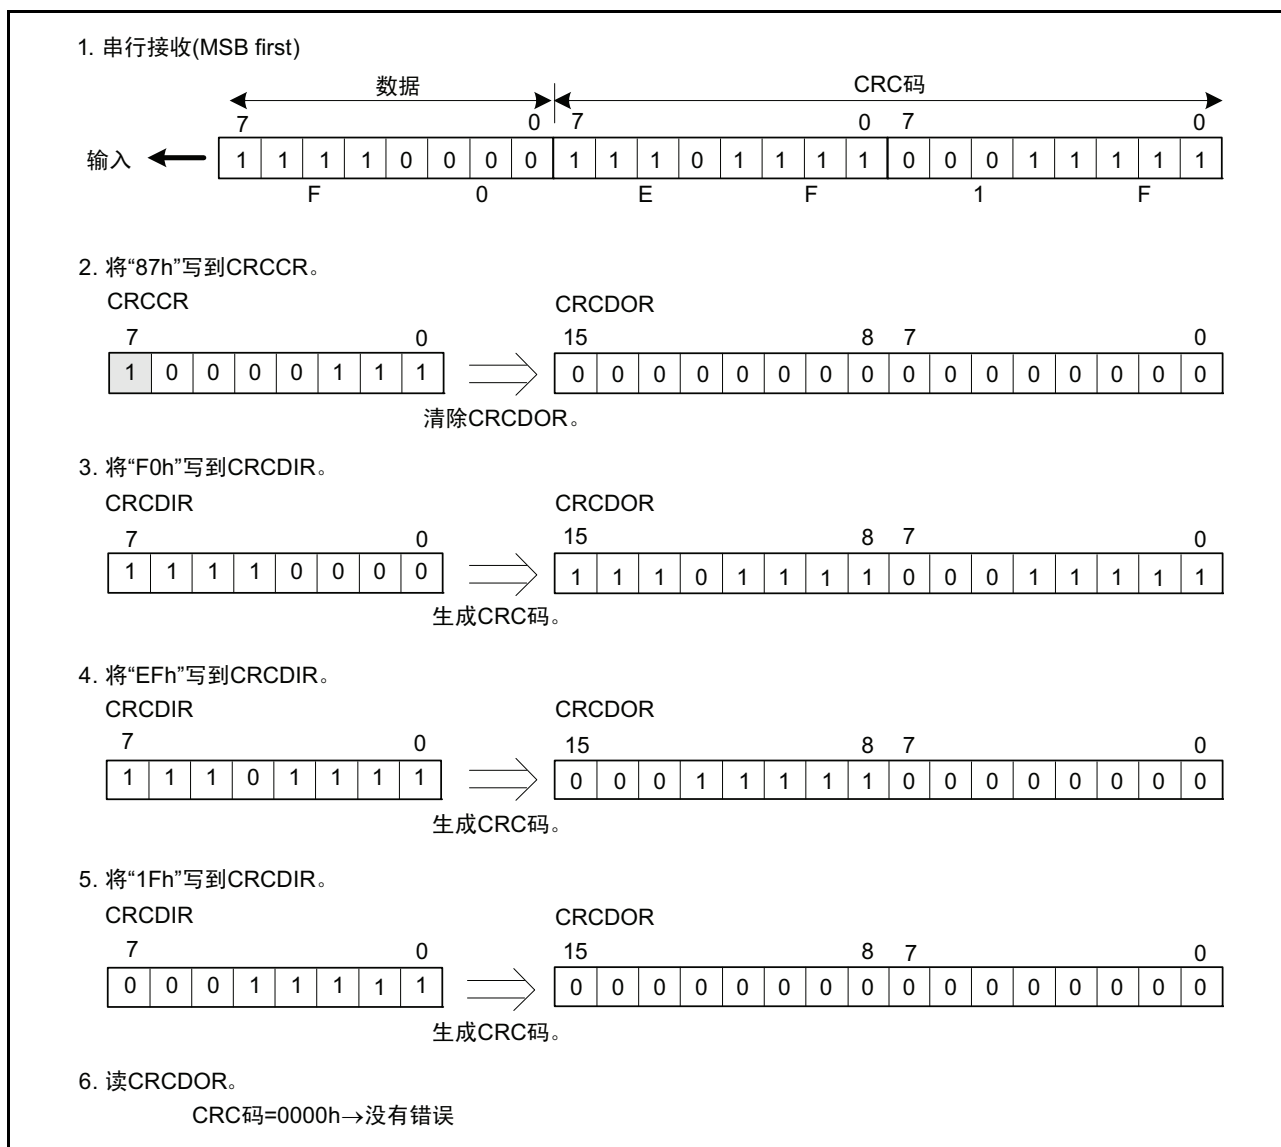 1. 串行接收(MSB first)
数据 CRC码
7 0 7 0 7 0
输入 1 1 1 1 0 0 0 0 1 1 1 0 1 1 1 1 0 0 0 1 1 1 1 1
F 0 E F 1 F
2. 将“87h”写到CRCCR。
CRCCR CRCDOR
7 0 15 8 7 0
1 0 0 0 0 1 1 1 0 0 0 0 0 0 0 0 0 0 0 0 0 0 0 0
清除CRCDOR。
3. 将“F0h”写到CRCDIR。
CRCDIR CRCDOR
7 0 15 8 7 0
1 1 1 1 0 0 0 0 1 1 1 0 1 1 1 1 0 0 0 1 1 1 1 1
生成CRC码。
4. 将“EFh”写到CRCDIR。
CRCDIR CRCDOR
7 0 15 8 7 0
1 1 1 0 1 1 1 1 0 0 0 1 1 1 1 1 0 0 0 0 0 0 0 0
生成CRC码。
5. 将“1Fh”写到CRCDIR。
CRCDIR CRCDOR
7 0 15 8 7 0
0 0 0 1 1 1 1 1 0 0 0 0 0 0 0 0 0 0 0 0 0 0 0 0
生成CRC码。
6. 读CRCDOR。
CRC码=0000h→没有错误